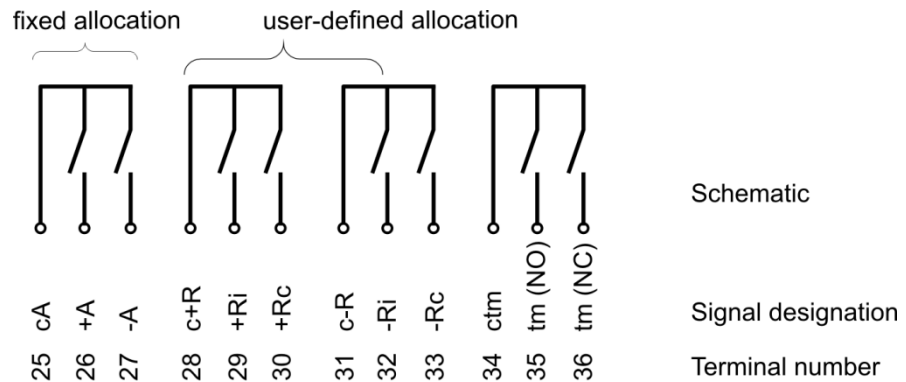 fixed allocation user-defined allocation
Schematic
cA +A -A c+R +Ri +Rc c-R -Ri -Rc ctm tm (NO) tm (NC) Signal designation
25 26 27 28 29 30 31 32 33 34 35 36 Terminal number